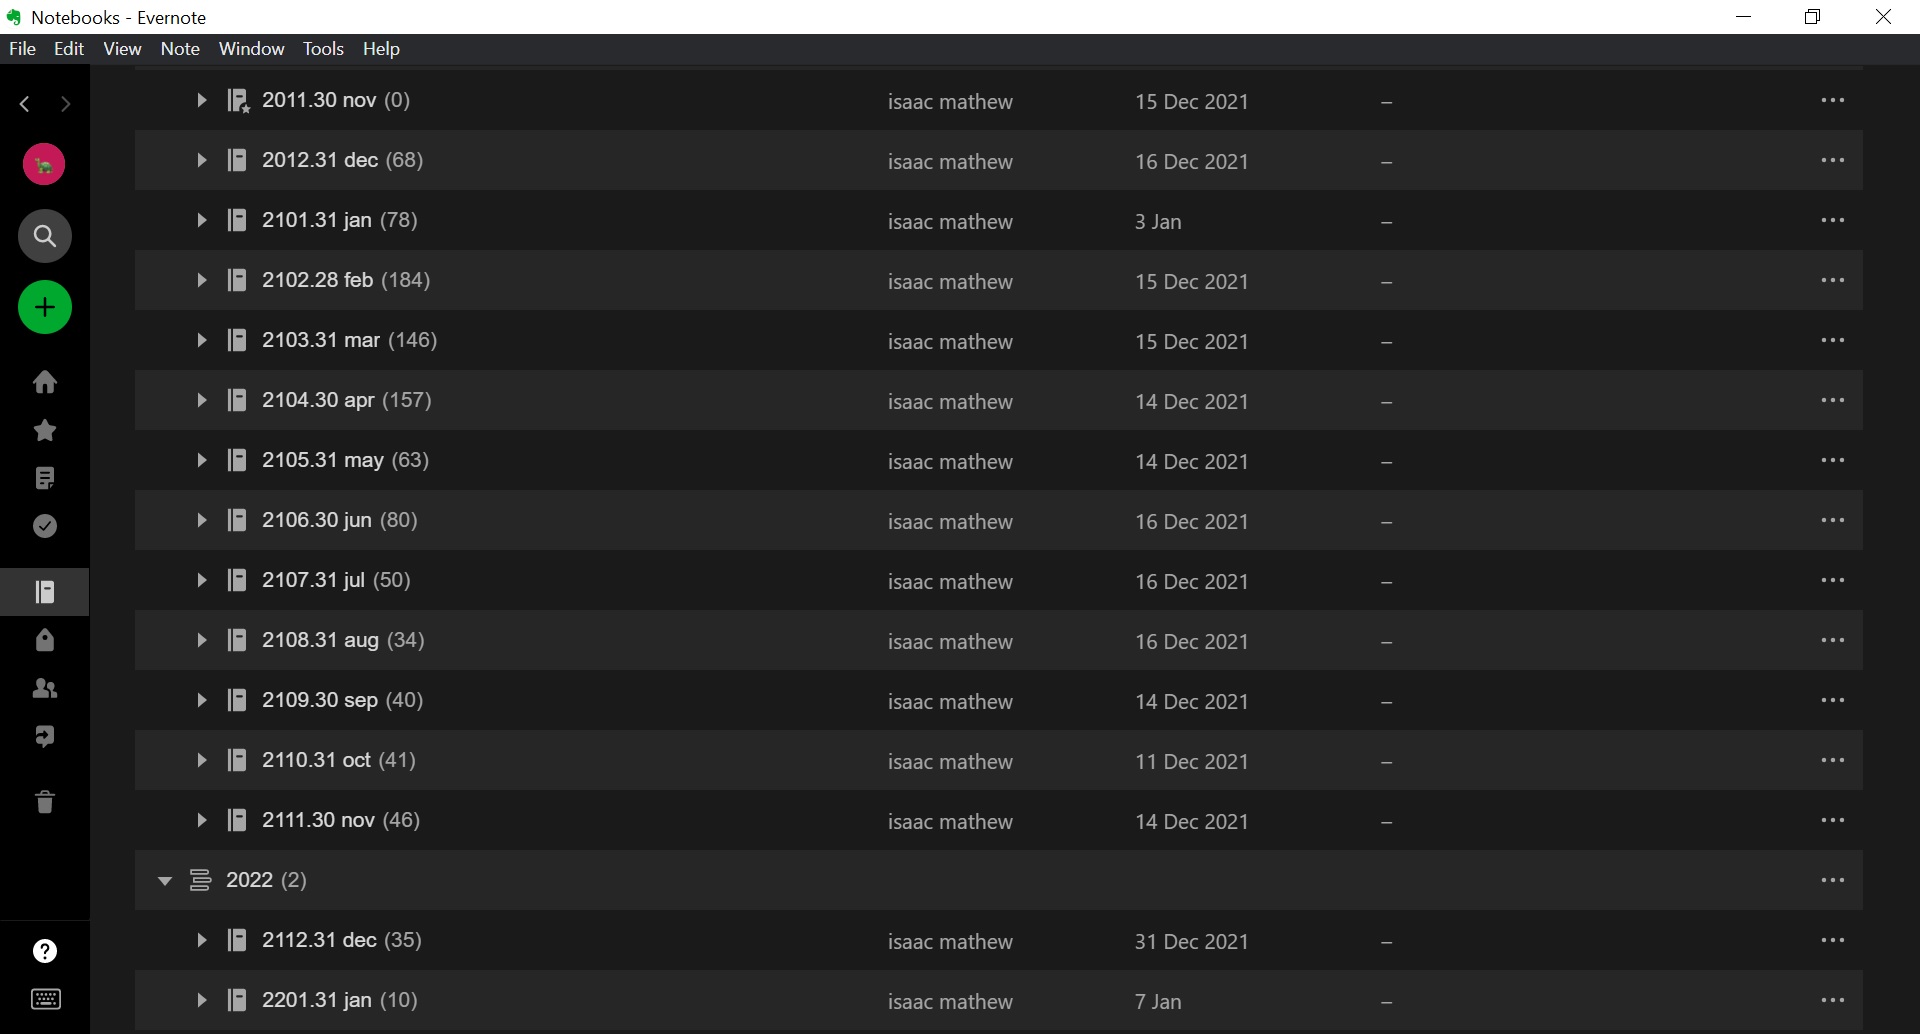 Notebooks - Evernote
File Edit View Note Window Tools Help
2011.30 nov (0) isaac mathew 15 Dec 2021 –
2012.31 dec (68) isaac mathew 16 Dec 2021 –
2101.31 jan (78) isaac mathew 3 Jan –
2102.28 feb (184) isaac mathew 15 Dec 2021 –
2103.31 mar (146) isaac mathew 15 Dec 2021 –
2104.30 apr (157) isaac mathew 14 Dec 2021 –
2105.31 may (63) isaac mathew 14 Dec 2021 –
2106.30 jun (80) isaac mathew 16 Dec 2021 –
2107.31 jul (50) isaac mathew 16 Dec 2021 –
2108.31 aug (34) isaac mathew 16 Dec 2021 –
2109.30 sep (40) isaac mathew 14 Dec 2021 –
2110.31 oct (41) isaac mathew 11 Dec 2021 –
2111.30 nov (46) isaac mathew 14 Dec 2021 –
2022 (2)
2112.31 dec (35) isaac mathew 31 Dec 2021 –
2201.31 jan (10) isaac mathew 7 Jan –